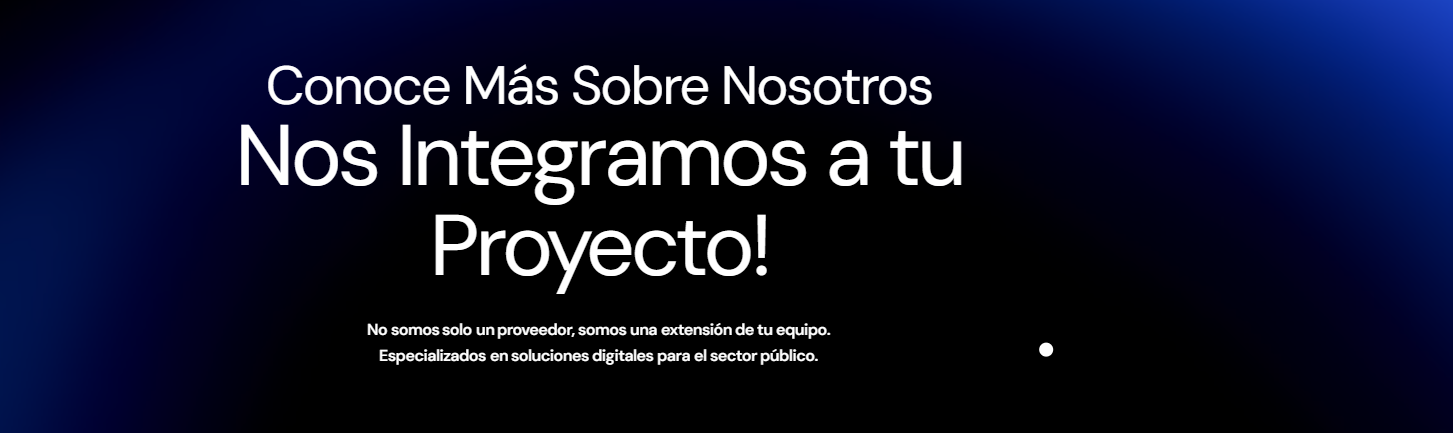 Conoce Más Sobre Nosotros
Nos Integramos a tu
Proyecto!
No somos solo un proveedor, somos una extensión de tu equipo.
Especializados en soluciones digitales para el sector público.